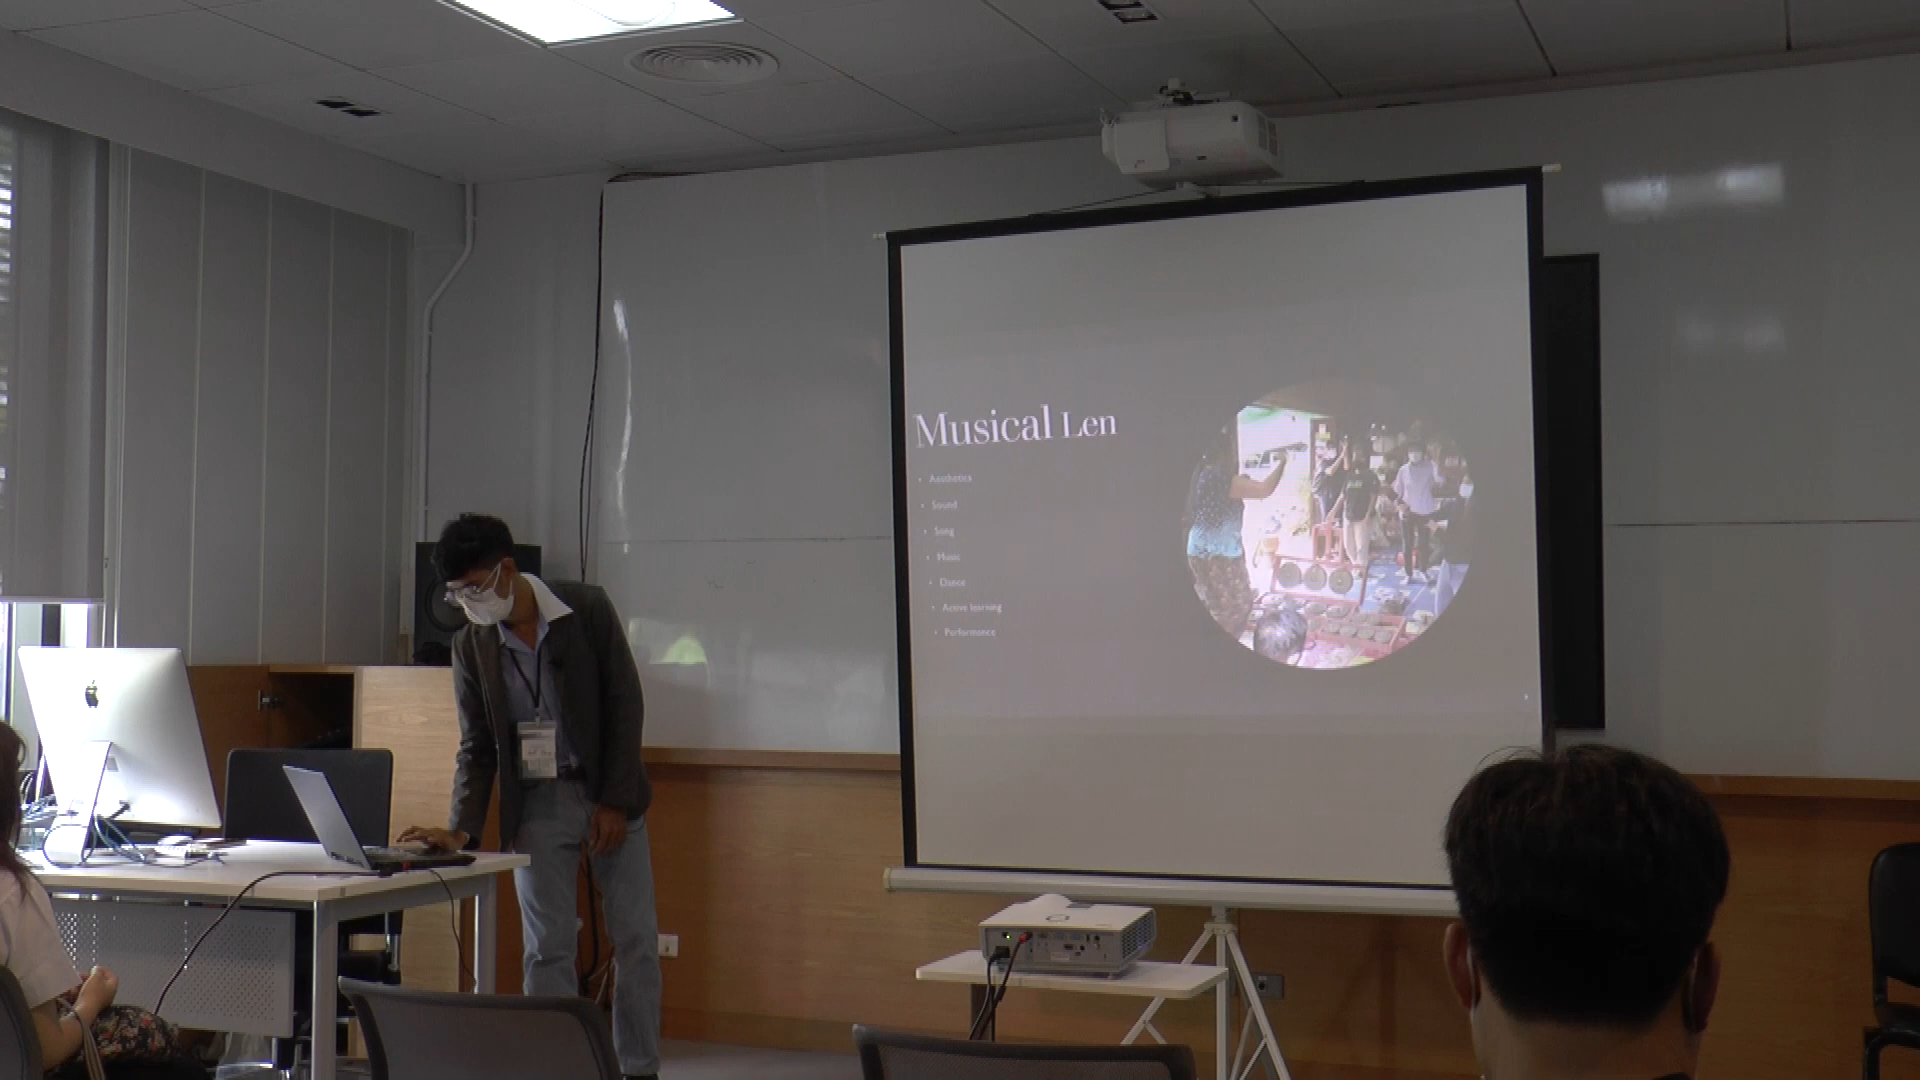 Musical Len
Aesthetics
Sound
Song
Music
Dance
Active learning
Performance